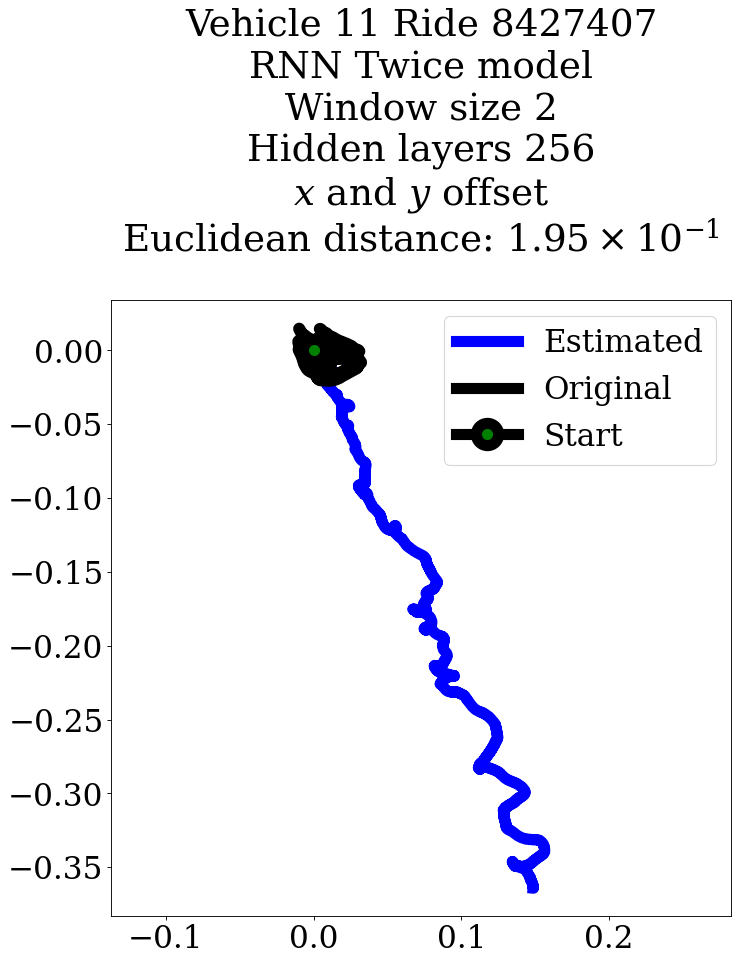 Vehicle 11 Ride 8427407
RNN Twice model
Window size 2
Hidden layers 256
x and y offset
Euclidean distance: 1.95 × 10⁻¹
Estimated
Original
Start
0.00
−0.05
−0.10
−0.15
−0.20
−0.25
−0.30
−0.35
−0.1 0.0 0.1 0.2